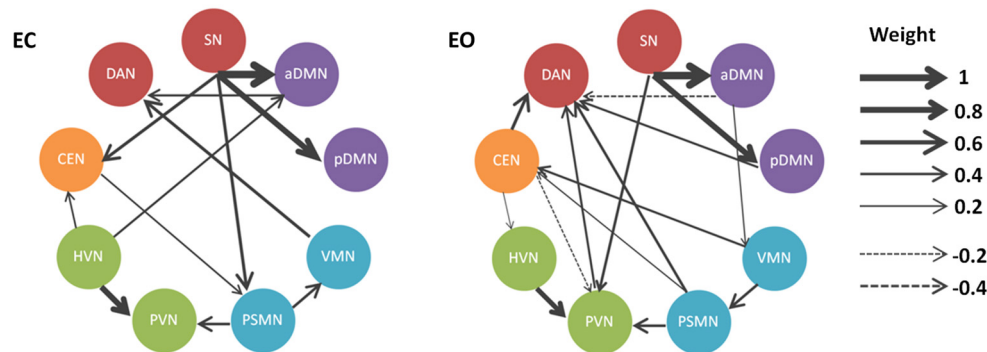 EC
SN
DAN
aDMN
CEN
pDMN
HVN
VMN
PVN
PSMN
EO
SN
DAN
aDMN
CEN
pDMN
HVN
VMN
PVN
PSMN
Weight
1
0.8
0.6
0.4
0.2
-0.2
-0.4